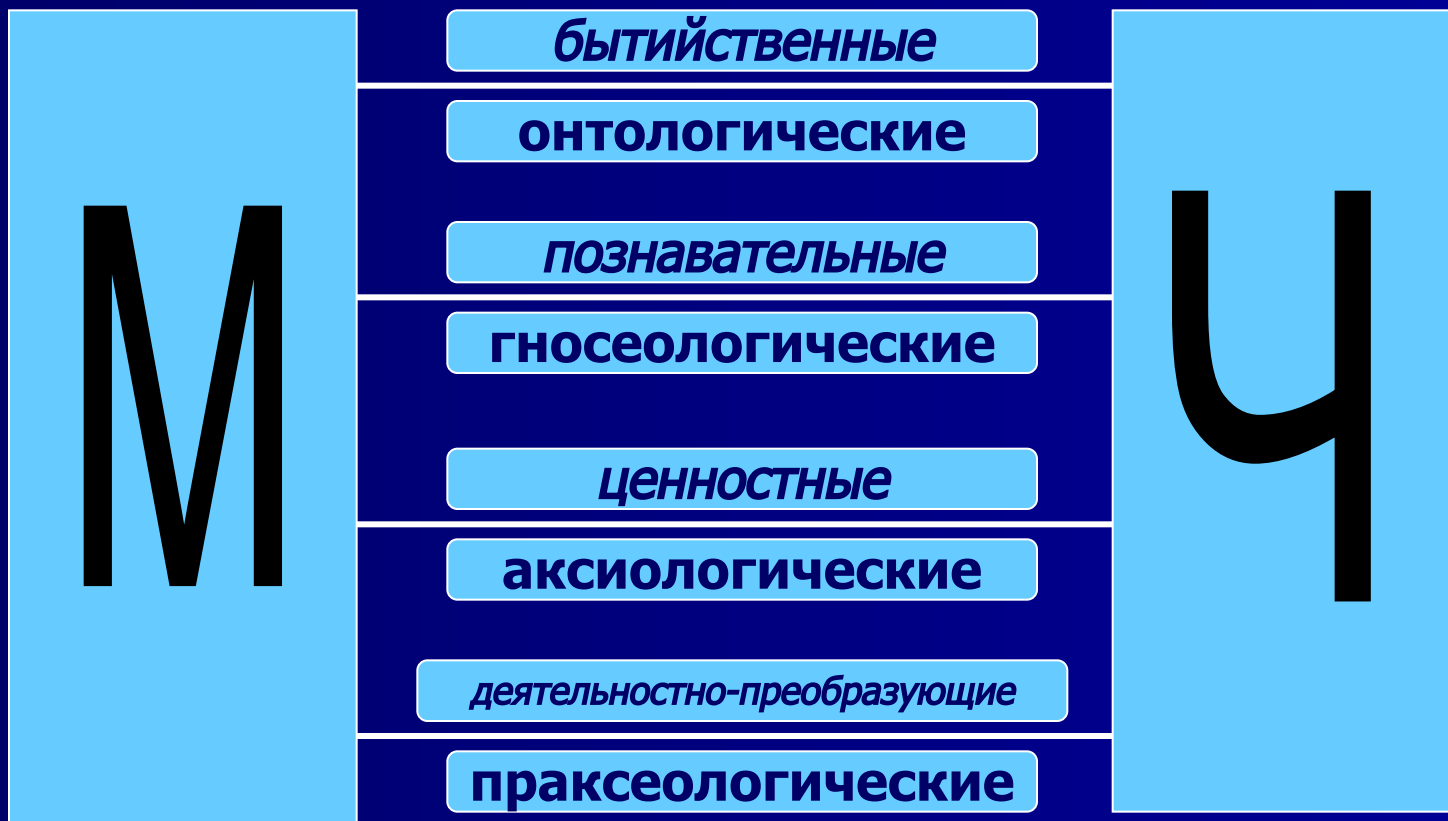 М
бытийственные
онтологические
познавательные
гносеологические
ценностные
аксиологические
деятельностно-преобразующие
праксеологические
Ч